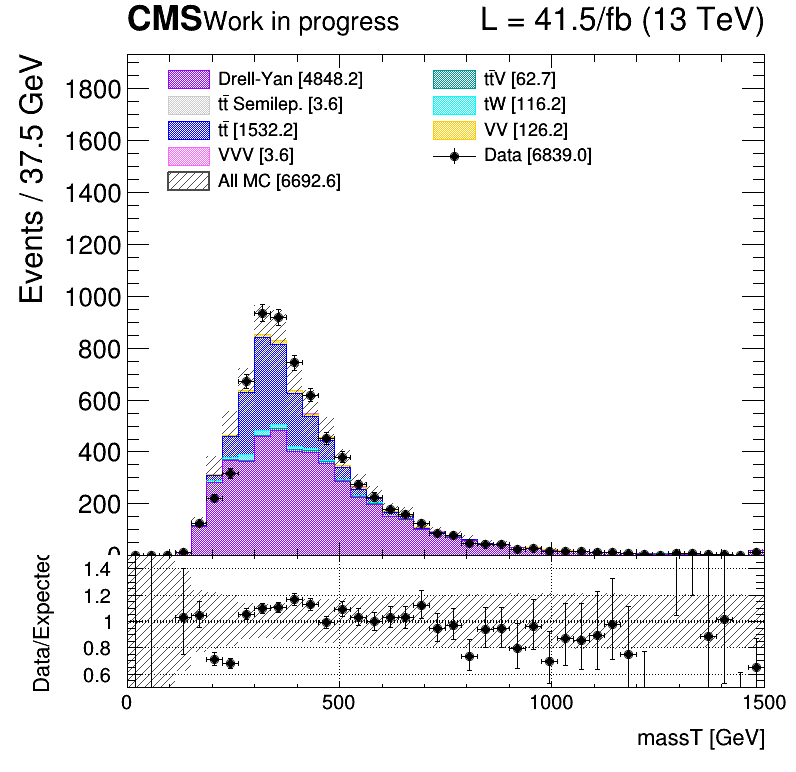 CMS Work in progress L = 41.5/fb (13 TeV)
Events / 37.5 GeV
1800
1600
1400
1200
1000
800
600
400
200
0
Drell-Yan [4848.2]
tt̄ Semilep. [3.6]
tt̄ [1532.2]
VVV [3.6]
All MC [6692.6]
tt̄V [62.7]
tW [116.2]
VV [126.2]
Data [6839.0]
Data/Expected
1.4
1.2
1
0.8
0.6
0 500 1000 1500
massT [GeV]